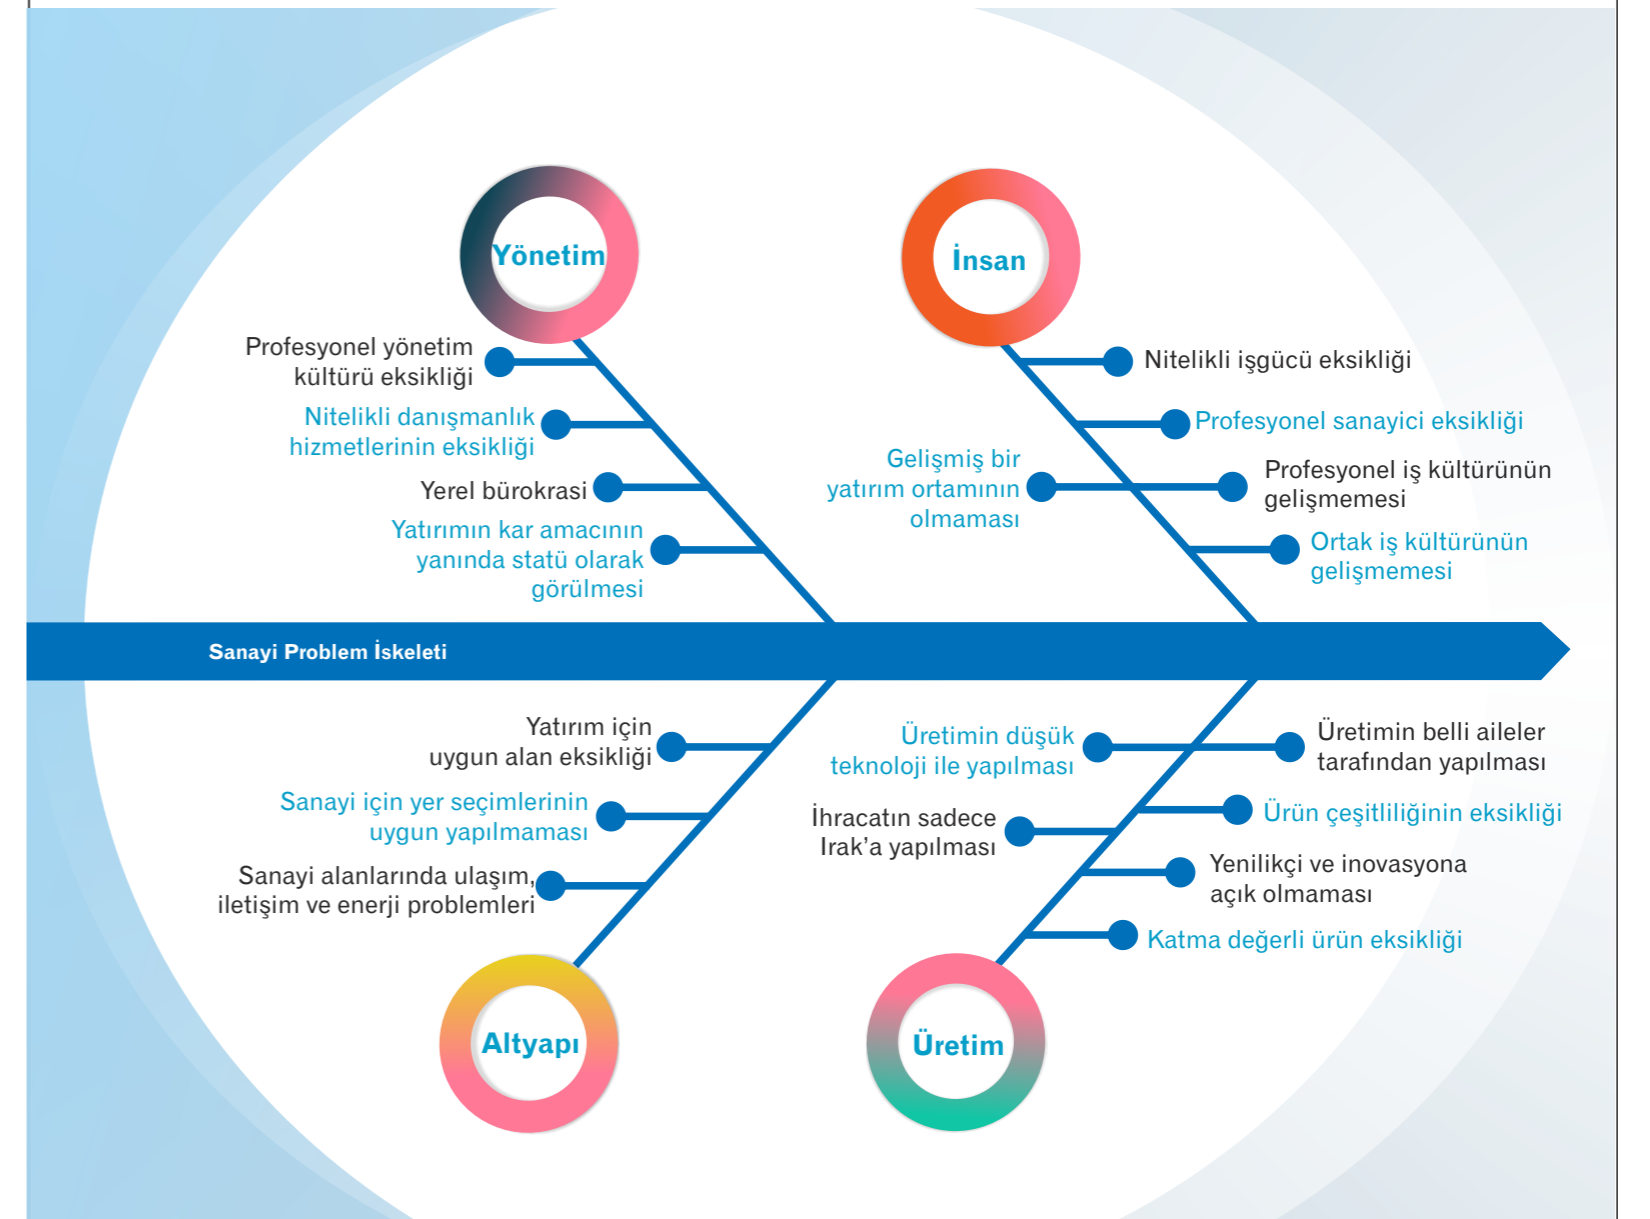 Yönetim
Profesyonel yönetim
kültürü eksikliği
Nitelikli danışmanlık
hizmetlerinin eksikliği
Yerel bürokrasi
Yatırımın kar amacının
yanında statü olarak
görülmesi
İnsan
Nitelikli işgücü eksikliği
Profesyonel sanayici eksikliği
Gelişmiş bir
yatırım ortamının
olmaması
Profesyonel iş kültürünün
gelişmemesi
Ortak iş kültürünün
gelişmemesi
Sanayi Problem İskeleti
Yatırım için
uygun alan eksikliği
Sanayi için yer seçimlerinin
uygun yapılmaması
Sanayi alanlarında ulaşım,
iletişim ve enerji problemleri
Altyapı
Üretimin düşük
teknoloji ile yapılması
İhracatın sadece
Irak’a yapılması
Üretimin belli aileler
tarafından yapılması
Ürün çeşitliliğinin eksikliği
Yenilikçi ve inovasyona
açık olmaması
Katma değerli ürün eksikliği
Üretim